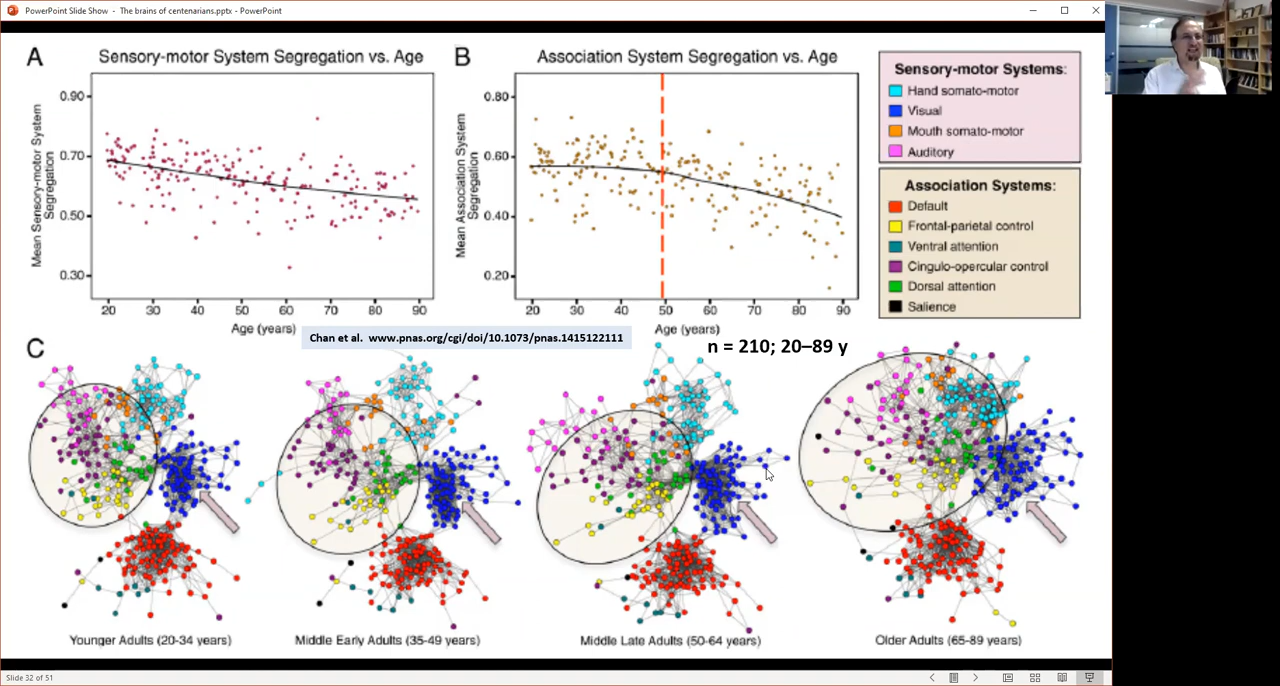 PowerPoint Slide Show - The brains of centenarians.pptx - PowerPoint
A
Sensory-motor System Segregation vs. Age
Mean Sensory-motor System
Segregation
0.90
0.70
0.50
0.30
20 30 40 50 60 70 80 90
Age (years)
B
Association System Segregation vs. Age
Mean Association System
Segregation
0.80
0.60
0.40
0.20
20 30 40 50 60 70 80 90
Age (years)
Sensory-motor Systems:
Hand somato-motor
Visual
Mouth somato-motor
Auditory
Association Systems:
Default
Frontal-parietal control
Ventral attention
Cingulo-opercular control
Dorsal attention
Salience
Chan et al. www.pnas.org/cgi/doi/10.1073/pnas.1415122111
n = 210; 20–89 y
C
Younger Adults (20-34 years)
Middle Early Adults (35-49 years)
Middle Late Adults (50-64 years)
Older Adults (65-89 years)
Slide 32 of 51